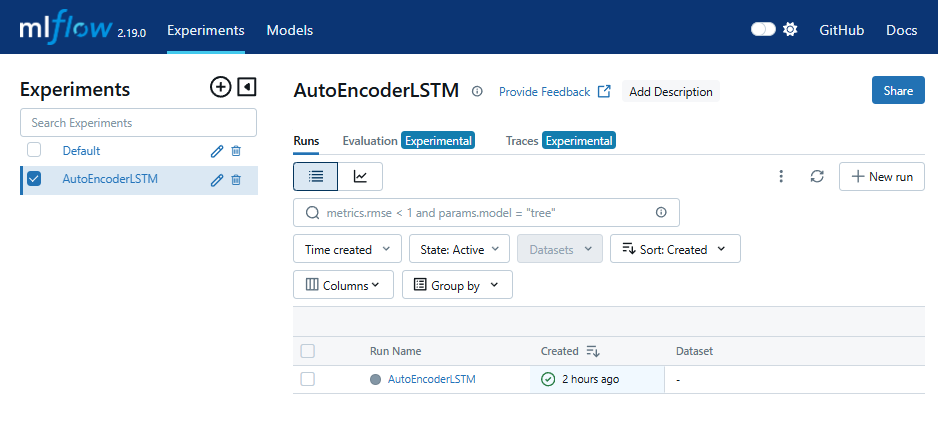 mlflow 2.19.0 Experiments Models GitHub Docs
Experiments
Search Experiments
Default
AutoEncoderLSTM
AutoEncoderLSTM Provide Feedback Add Description Share
Runs Evaluation Experimental Traces Experimental
New run
metrics.rmse < 1 and params.model = "tree"
Time created State: Active Datasets Sort: Created
Columns Group by
Run Name Created Dataset
AutoEncoderLSTM 2 hours ago -